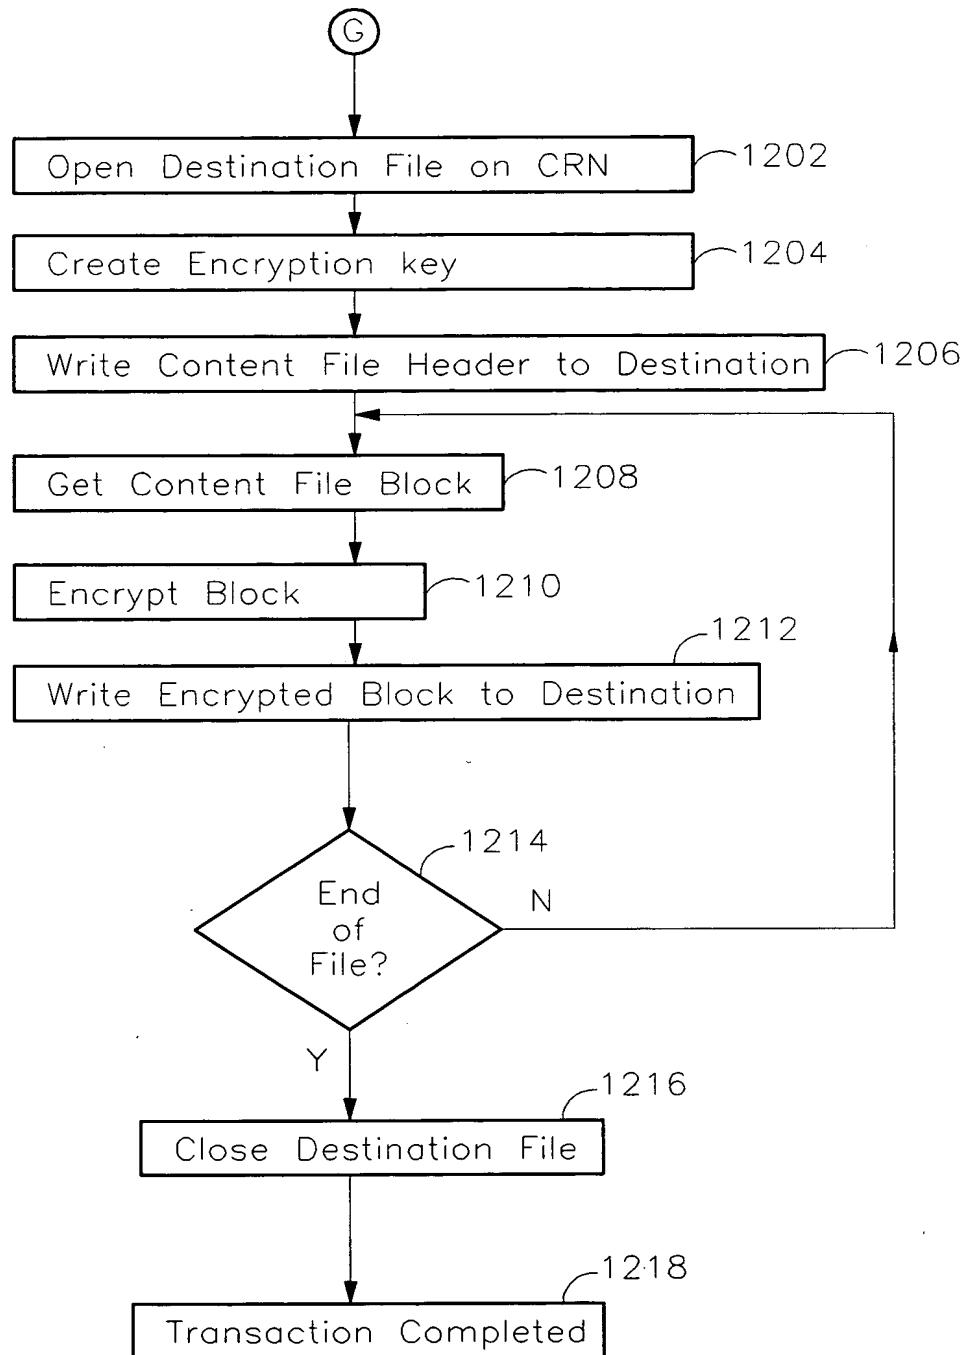 G
Open Destination File on CRN
1202
Create Encryption key
1204
Write Content File Header to Destination
1206
Get Content File Block
1208
Encrypt Block
1210
1212
Write Encrypted Block to Destination
1214
End
of
File?
N
Y
1216
Close Destination File
1218
Transaction Completed